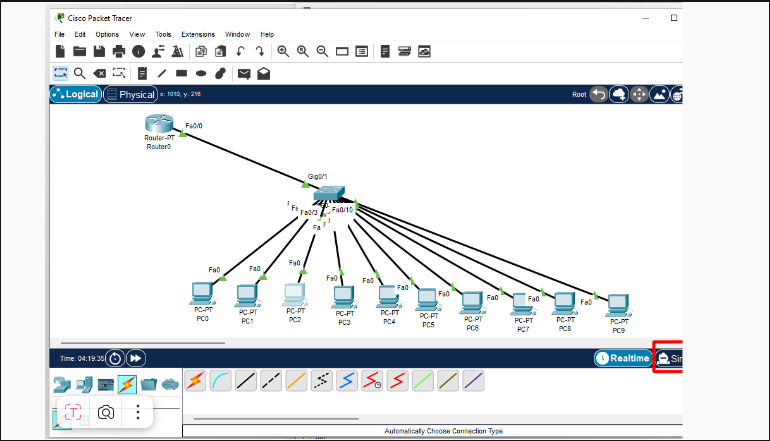 Cisco Packet Tracer
File Edit Options View Tools Extensions Window Help
Logical Physical x: 1010, y: 216 Root
Fa0/0
Router-PT
Router0
Gig0/1
Fa0/3 Fa0/10
Fa
Fa0 Fa0 Fa0 Fa0 Fa0 Fa0 Fa0 Fa0 Fa0
PC-PT PC-PT PC-PT PC-PT PC-PT PC-PT PC-PT PC-PT PC-PT PC-PT
PC0 PC1 PC2 PC3 PC4 PC5 PC6 PC7 PC8 PC9
Time: 04:19:35 Realtime Sim
T
Automatically Choose Connection Type